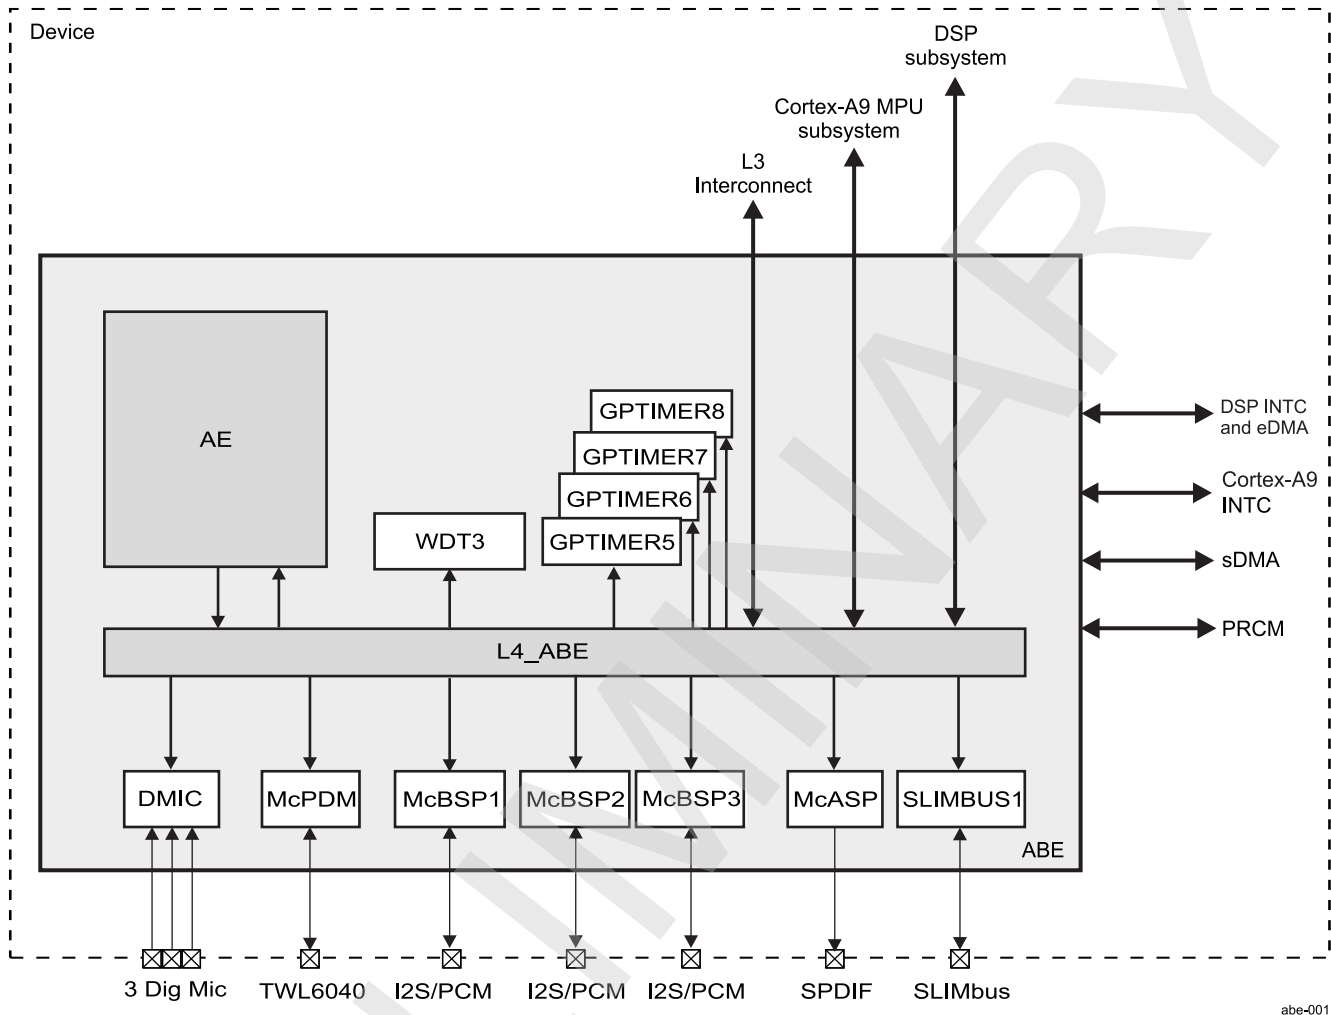 Device
DSP
subsystem
Cortex-A9 MPU
subsystem
L3
Interconnect
AE
GPTIMER8
GPTIMER7
GPTIMER6
GPTIMER5
WDT3
DSP INTC
and eDMA
Cortex-A9
INTC
sDMA
PRCM
L4_ABE
DMIC
McPDM
McBSP1
McBSP2
McBSP3
McASP
SLIMBUS1
ABE
3 Dig Mic
TWL6040
I2S/PCM
I2S/PCM
I2S/PCM
SPDIF
SLIMbus
abe-001
IMINARY